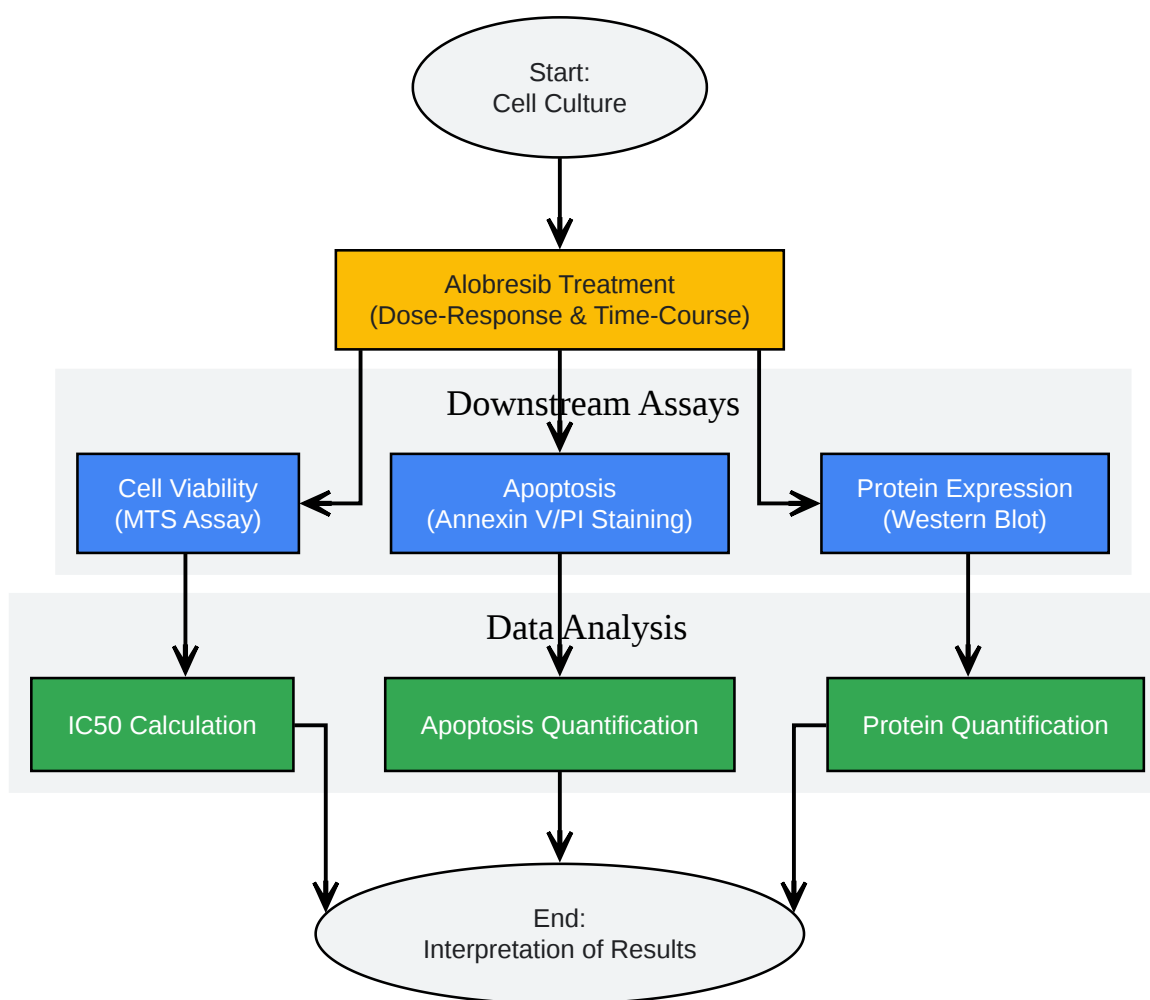 Start:
Cell Culture
Alobresib Treatment
(Dose-Response & Time-Course)
Downstream Assays
Cell Viability
(MTS Assay)
Apoptosis
(Annexin V/PI Staining)
Protein Expression
(Western Blot)
Data Analysis
IC50 Calculation
Apoptosis Quantification
Protein Quantification
End:
Interpretation of Results